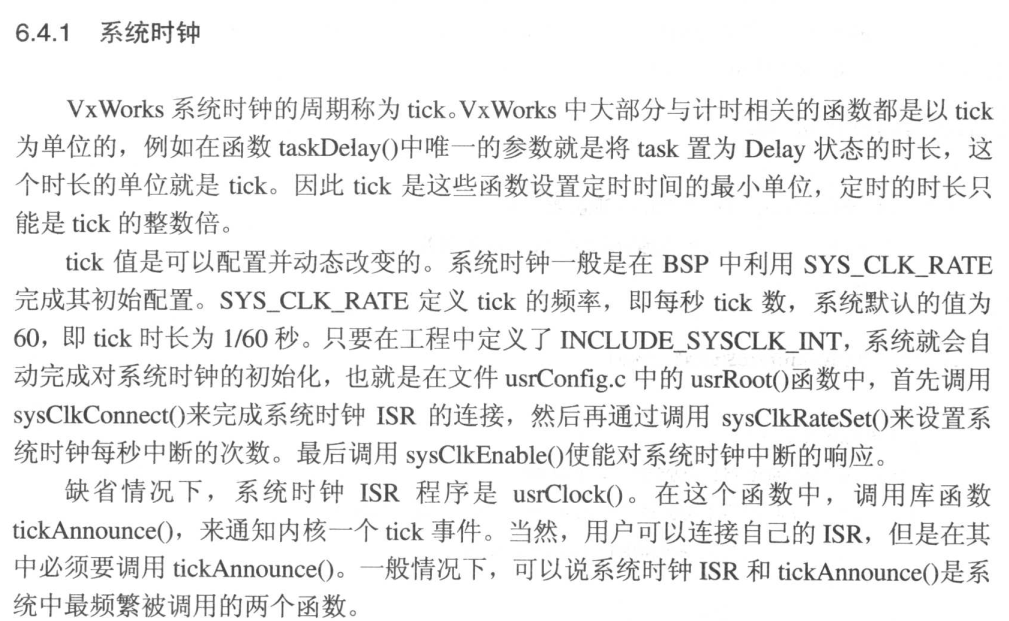 6.4.1 系统时钟
VxWorks 系统时钟的周期称为 tick。VxWorks 中大部分与计时相关的函数都是以 tick
为单位的，例如在函数 taskDelay()中唯一的参数就是将 task 置为 Delay 状态的时长，这
个时长的单位就是 tick。因此 tick 是这些函数设置定时时间的最小单位，定时的时长只
能是 tick 的整数倍。
tick 值是可以配置并动态改变的。系统时钟一般是在 BSP 中利用 SYS_CLK_RATE
完成其初始配置。SYS_CLK_RATE 定义 tick 的频率，即每秒 tick 数，系统默认的值为
60，即 tick 时长为 1/60 秒。只要在工程中定义了 INCLUDE_SYSCLK_INT，系统就会自
动完成对系统时钟的初始化，也就是在文件 usrConfig.c 中的 usrRoot()函数中，首先调用
sysClkConnect()来完成系统时钟 ISR 的连接，然后再通过调用 sysClkRateSet()来设置系
统时钟每秒中断的次数。最后调用 sysClkEnable()使能对系统时钟中断的响应。
缺省情况下，系统时钟 ISR 程序是 usrClock()。在这个函数中，调用库函数
tickAnnounce()，来通知内核一个 tick 事件。当然，用户可以连接自己的 ISR，但是在其
中必须要调用 tickAnnounce()。一般情况下，可以说系统时钟 ISR 和 tickAnnounce()是系
统中最频繁被调用的两个函数。